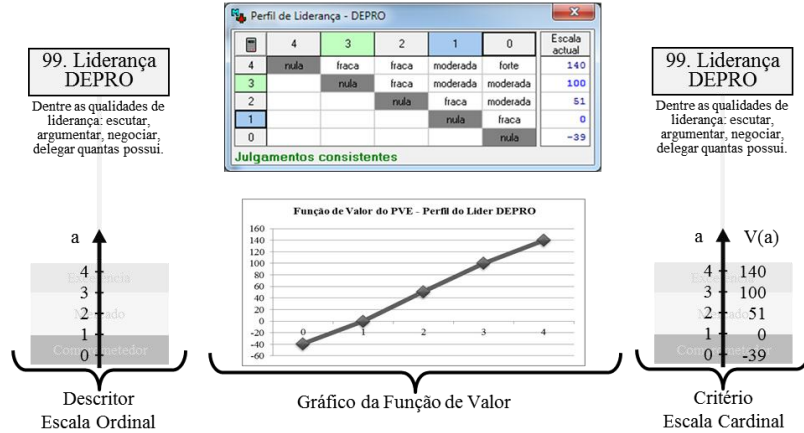 Perfil de Liderança - DEPRO
4 3 2 1 0 Escala actual
4 nula fraca fraca moderada forte 140
3 nula fraca moderada moderada 100
2 nula fraca moderada 51
1 nula fraca 0
0 nula -39
Julgamentos consistentes
99. Liderança
DEPRO
Dentre as qualidades de
liderança: escutar,
argumentar, negociar,
delegar quantas possui.
a
4
3
2
1
0
Excelência
Mercado
Comprometedor
Descritor
Escala Ordinal
Função de Valor do PVE - Perfil do Líder DEPRO
160
140
120
100
80
60
40
20
0
-20
-40
-60
0 1 2 3 4
Gráfico da Função de Valor
99. Liderança
DEPRO
Dentre as qualidades de
liderança: escutar,
argumentar, negociar,
delegar quantas possui.
a V(a)
4 140
3 100
2 51
1 0
0 -39
Excelência
Mercado
Comprometedor
Critério
Escala Cardinal